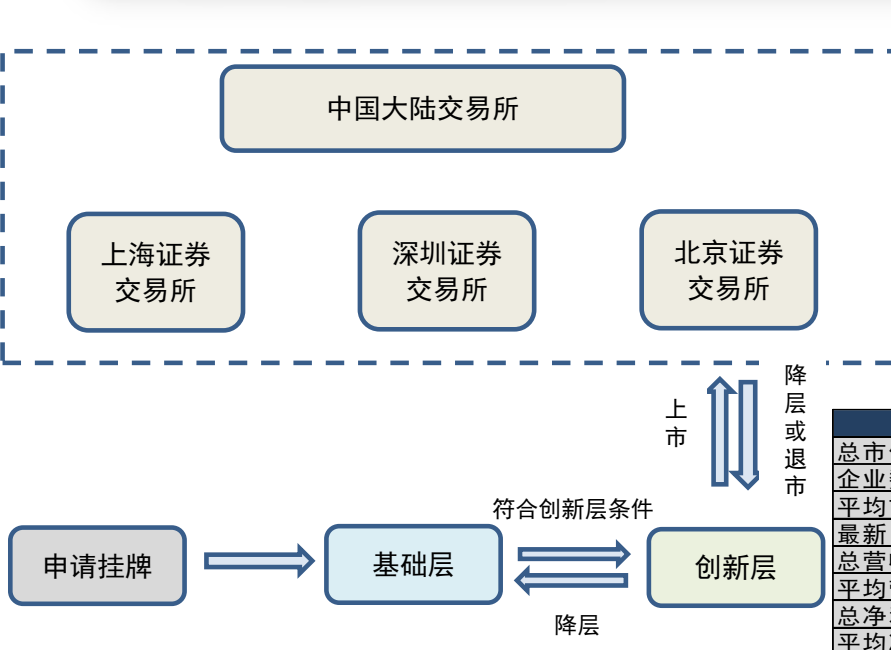 中国大陆交易所
上海证券
交易所
深圳证券
交易所
北京证券
交易所
上
市
降
层
或
退
市
符合创新层条件
申请挂牌
基础层
创新层
降层
总市
企业
平均
最新
总营
平均
总净
平均